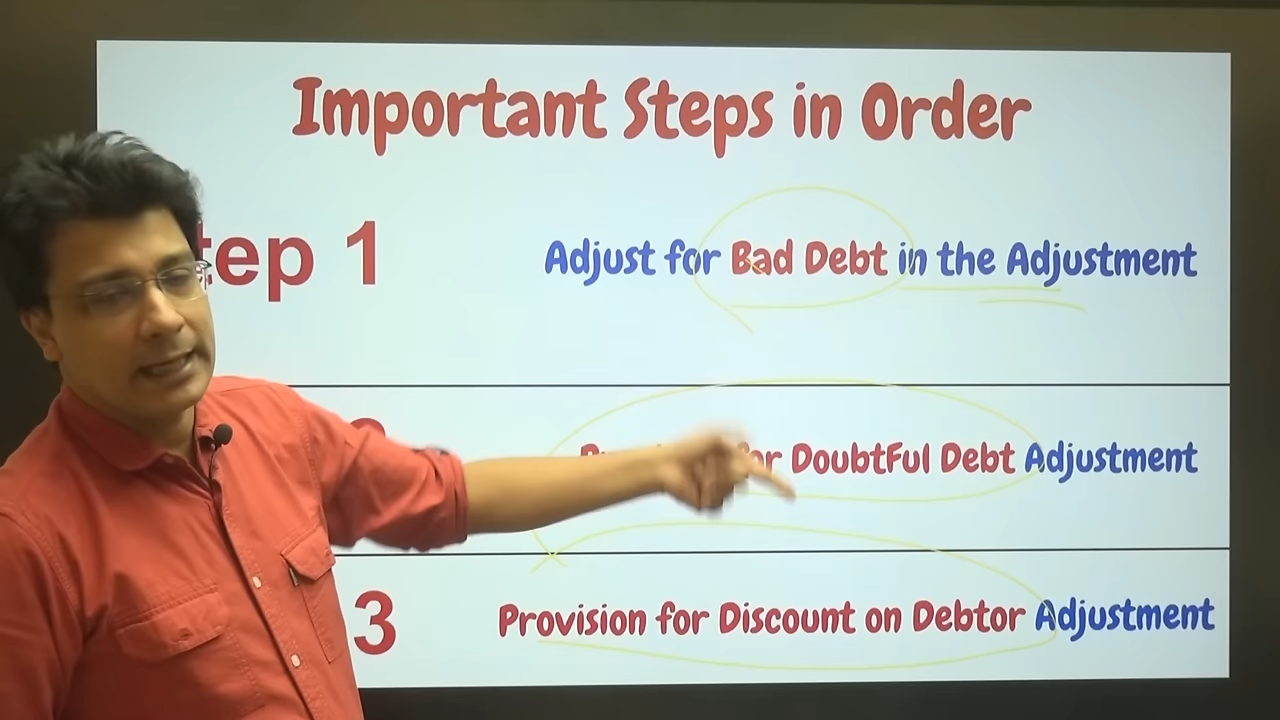 Important Steps in Order
tep 1
Adjust for Bad Debt in the Adjustment
DoubtFul Debt Adjustment
3
Provision for Discount on Debtor Adjustment